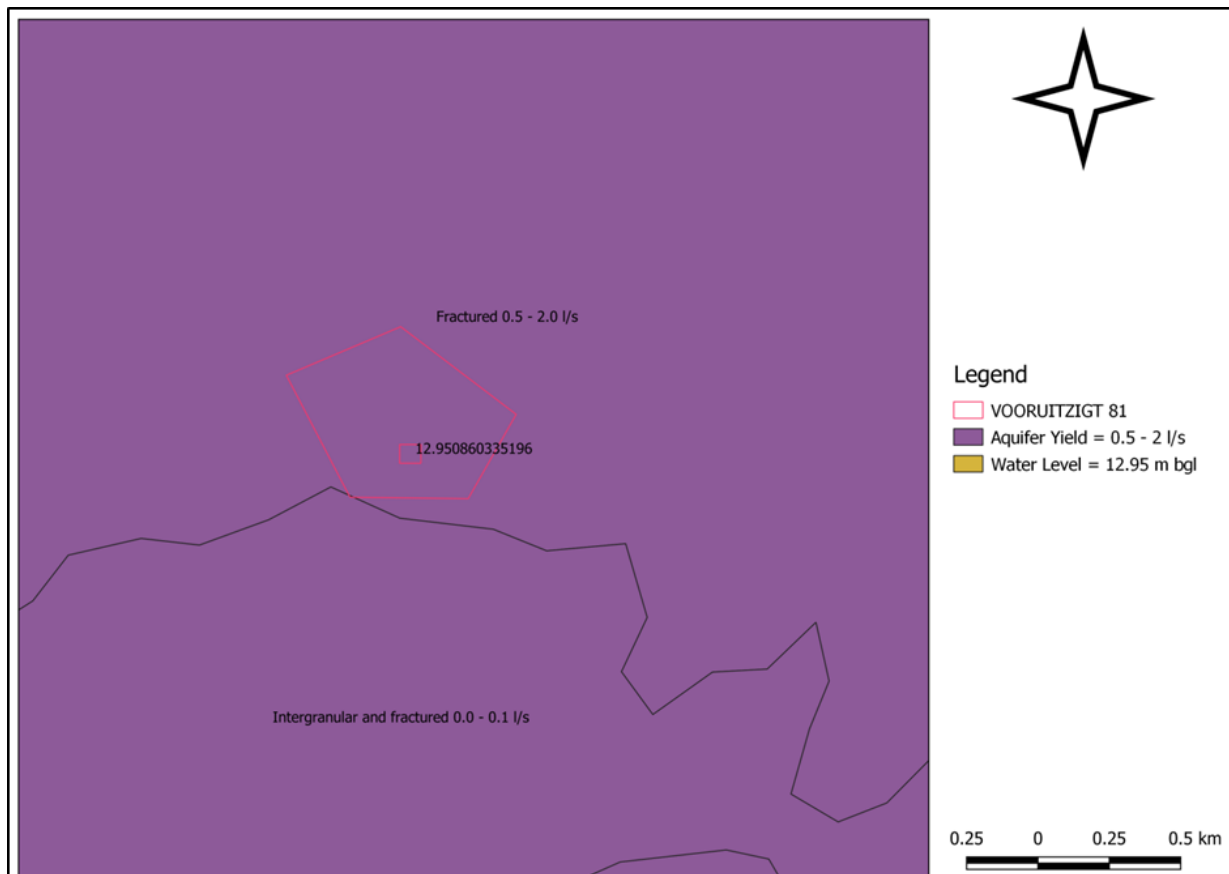 Fractured 0.5 - 2.0 l/s
12.950860335196
Intergranular and fractured 0.0 - 0.1 l/s
Legend
VOORUITZIGT 81
Aquifer Yield = 0.5 - 2 l/s
Water Level = 12.95 m bgl
0.25 0 0.25 0.5 km